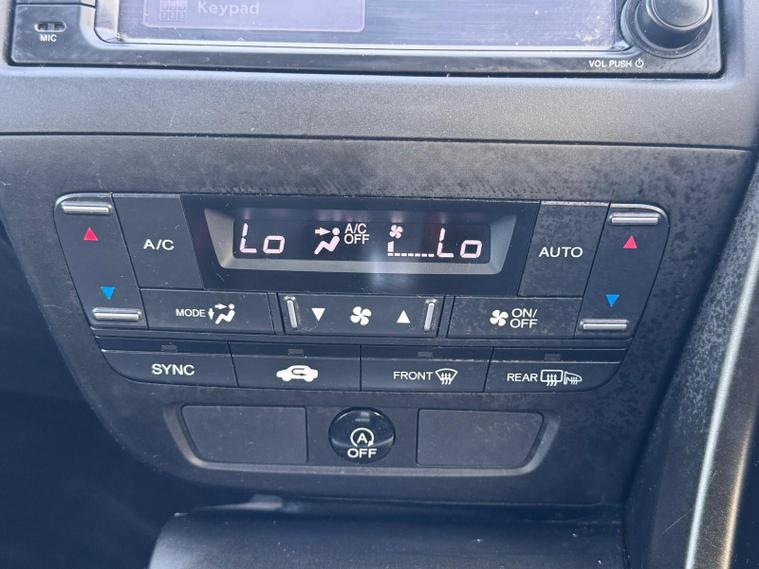 Keypad
MIC
VOL PUSH
Lo A/C OFF Lo
A/C
AUTO
MODE
ON/
OFF
SYNC
FRONT
REAR
A
OFF